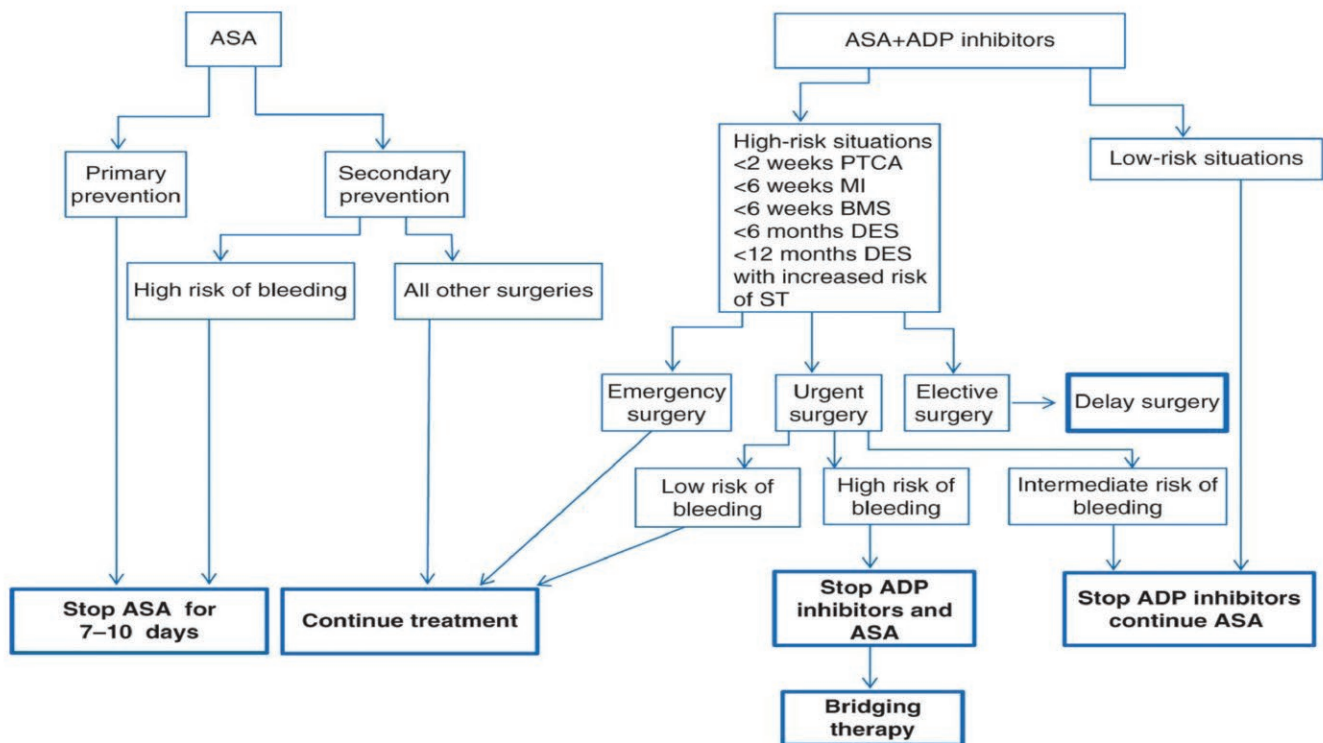 ASA
ASA+ADP inhibitors
Primary
prevention
Secondary
prevention
High-risk situations
<2 weeks PTCA
<6 weeks MI
<6 weeks BMS
<6 months DES
<12 months DES
with increased risk
of ST
Low-risk situations
High risk of bleeding
All other surgeries
Emergency
surgery
Urgent
surgery
Elective
surgery
Delay surgery
Low risk of
bleeding
High risk of
bleeding
Intermediate risk of
bleeding
Stop ASA for
7–10 days
Continue treatment
Stop ADP
inhibitors and
ASA
Stop ADP inhibitors
continue ASA
Bridging
therapy